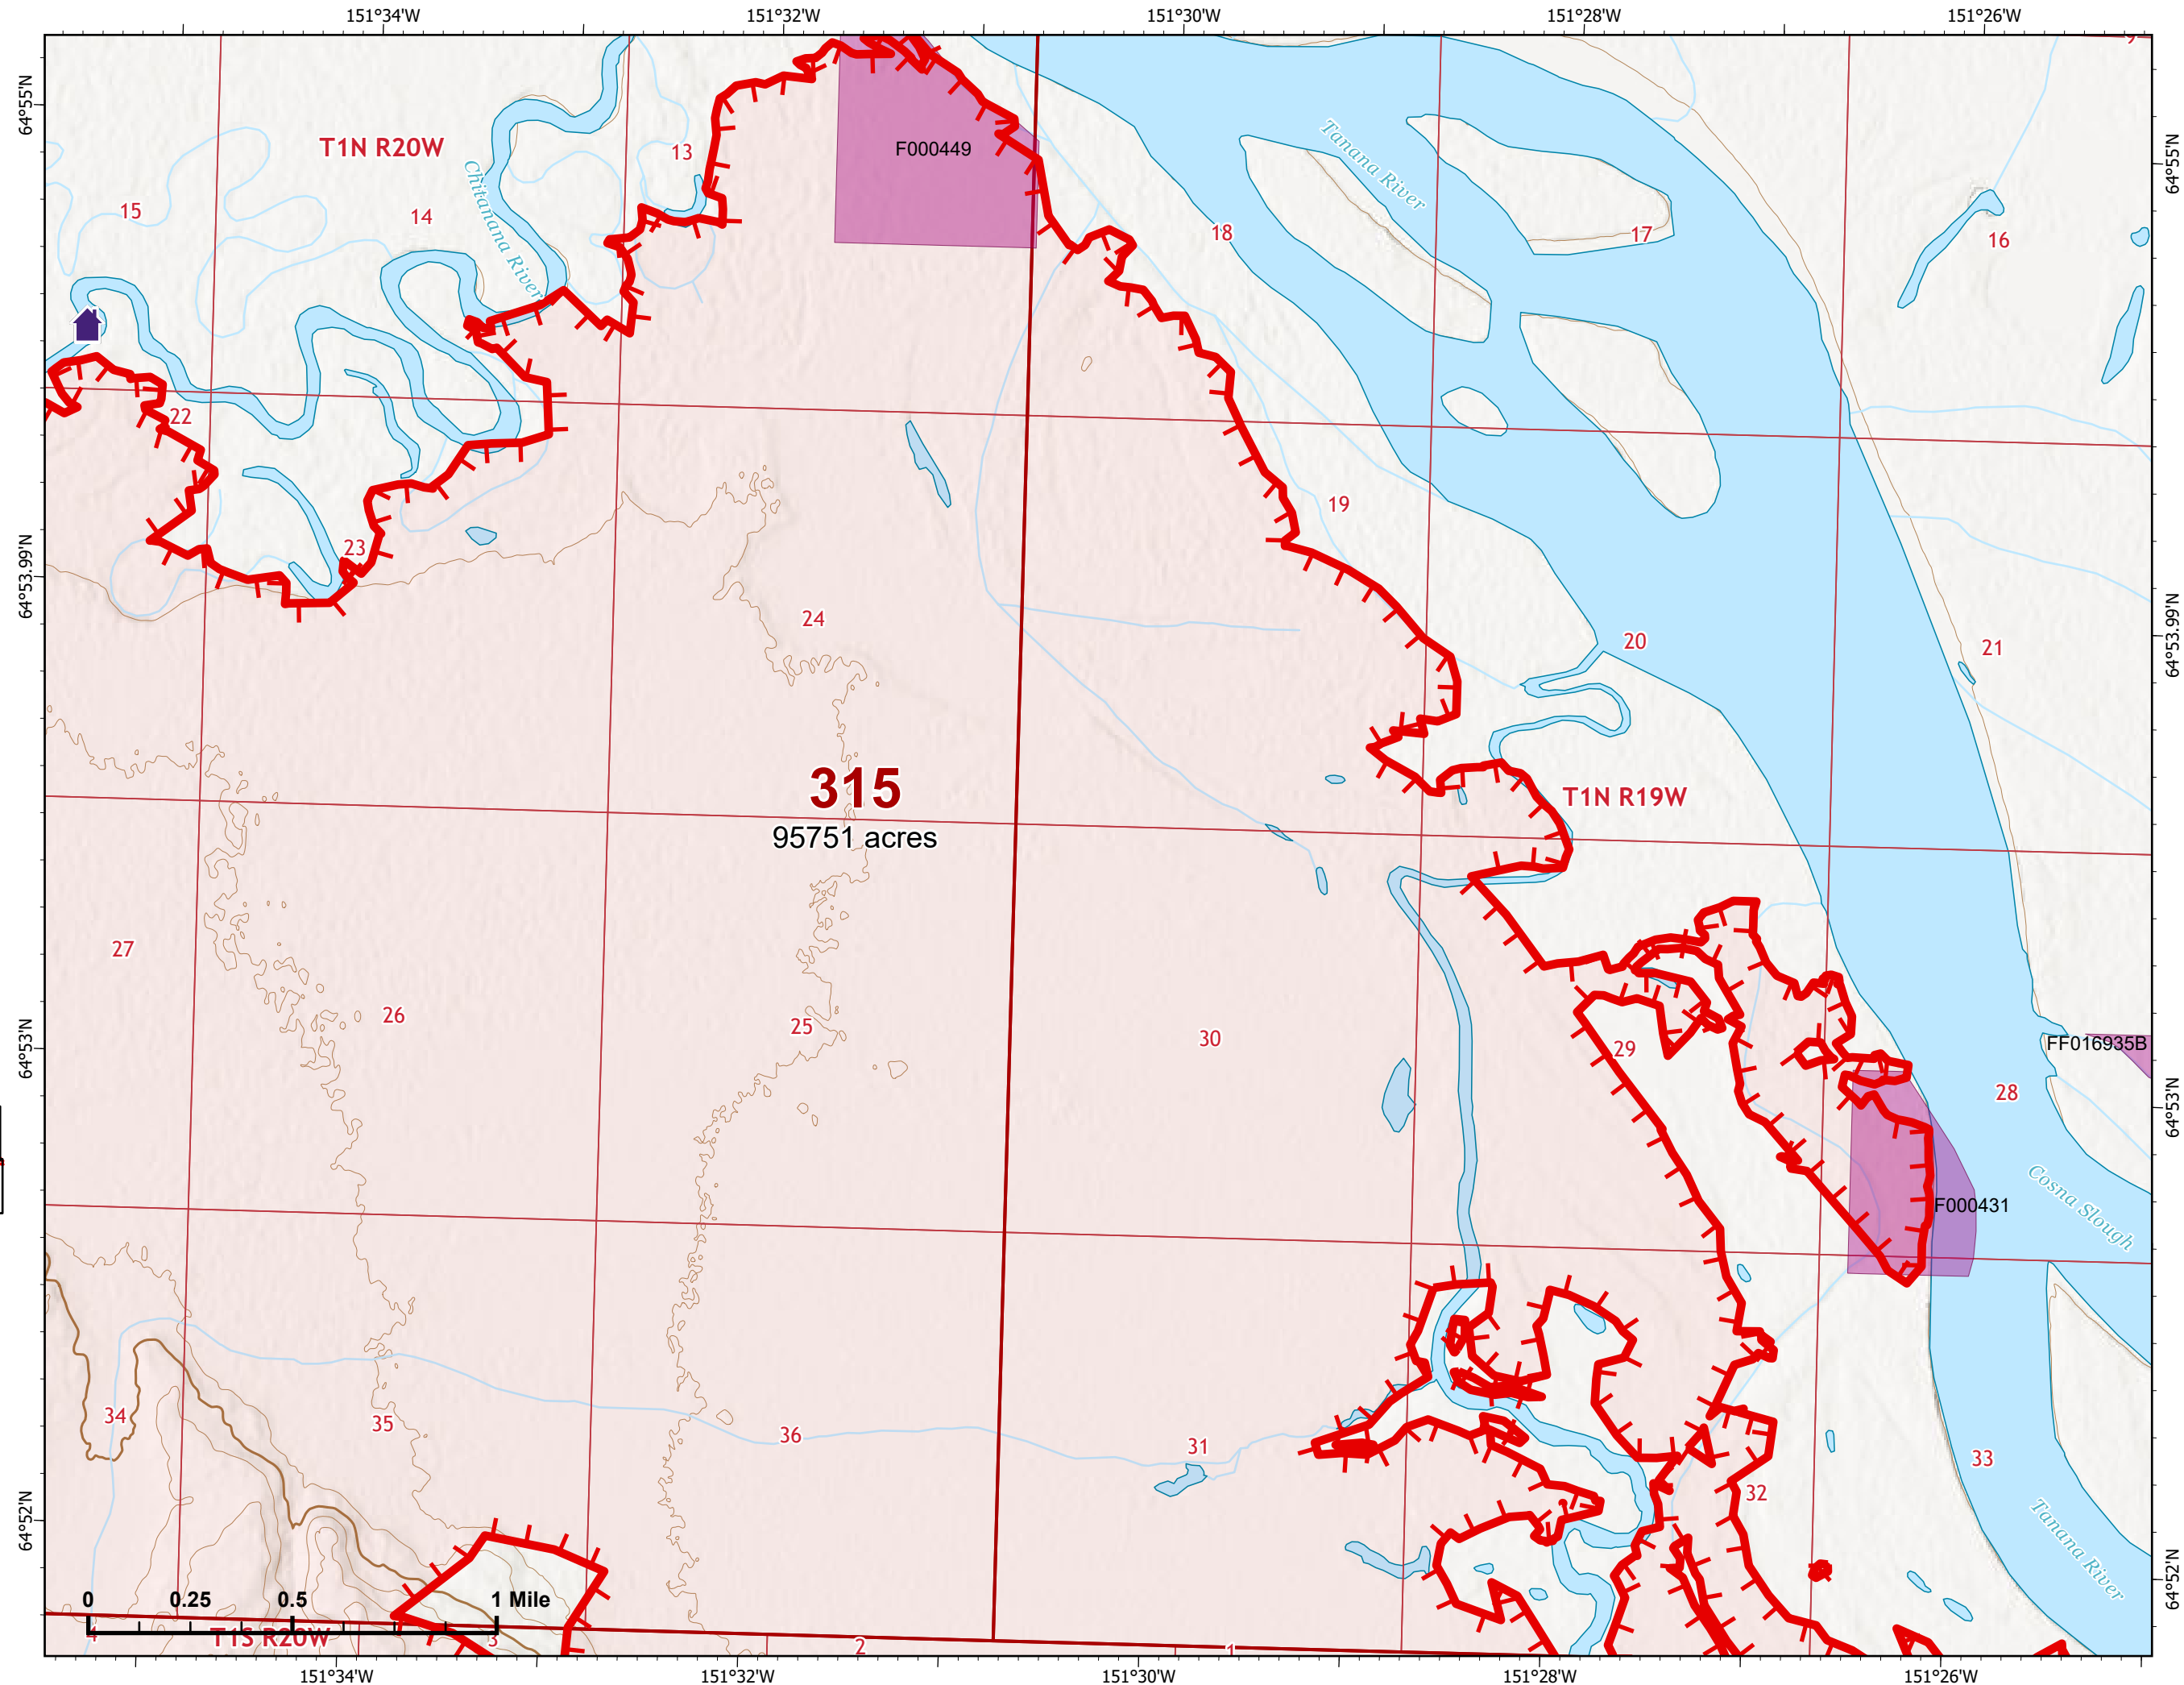 151°34'W
151°32'W
151°30'W
151°28'W
151°26'W
9
64°55'N
64°55'N
T1N R20W
13
F000449
Tanana River
15
14
Chitanana River
18
17
16
22
19
23
64°53.99'N
64°53.99'N
24
20
21
315
95751 acres
T1N R19W
27
26
25
30
29
64°53'N
64°53'N
FF016935B
28
Cosna Slough
F000431
34
35
36
31
33
32
64°52'N
64°52'N
Tanana River
0 0.25 0.5 1 Mile
4
T1S R20W
3
2
1
151°34'W
151°32'W
151°30'W
151°28'W
151°26'W